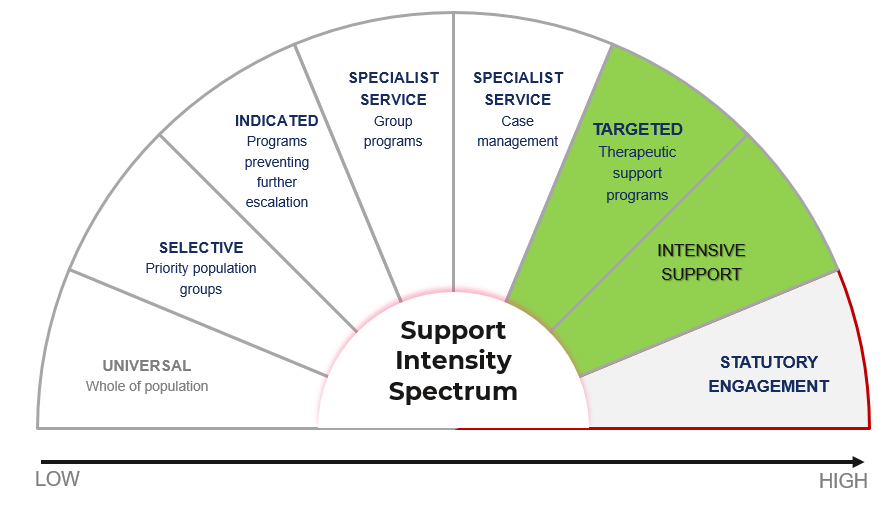 UNIVERSAL
Whole of population
SELECTIVE
Priority population
groups
INDICATED
Programs
preventing
further
escalation
SPECIALIST
SERVICE
Group
programs
SPECIALIST
SERVICE
Case
management
TARGETED
Therapeutic
support
programs
INTENSIVE
SUPPORT
STATUTORY
ENGAGEMENT
Support
Intensity
Spectrum
LOW
HIGH